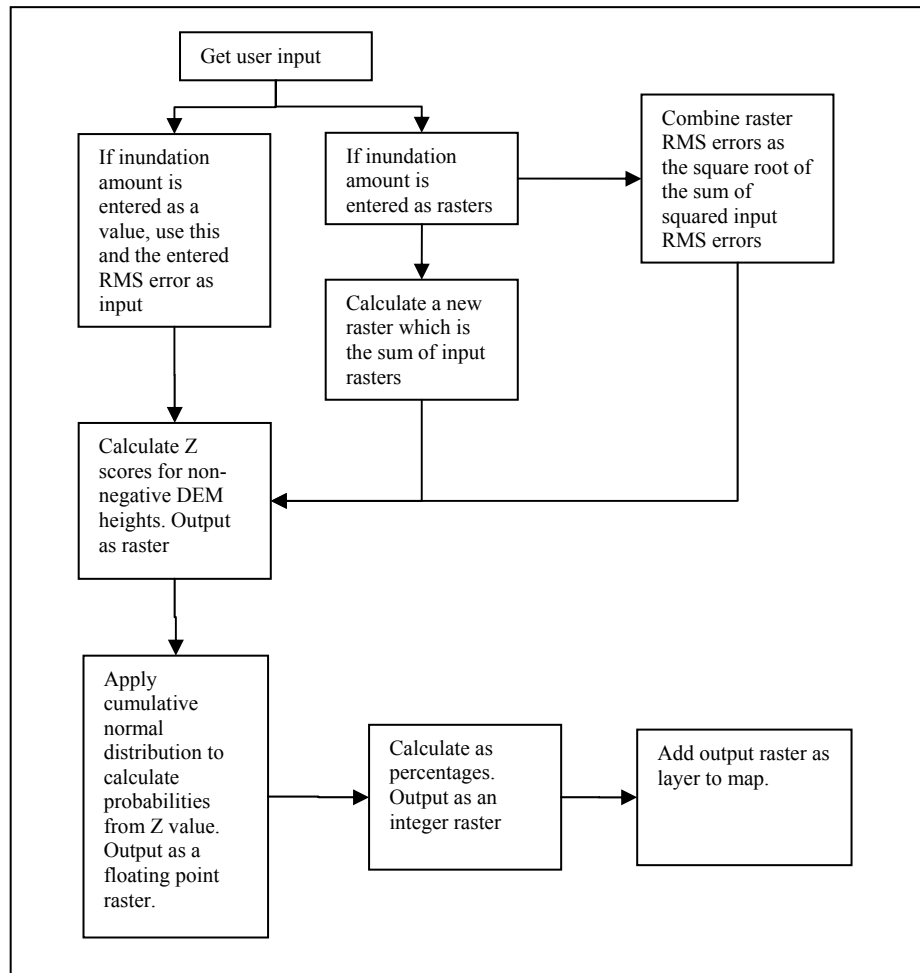 Get user input
If inundation
amount is
entered as a
value, use this
and the entered
RMS error as
input
If inundation
amount is
entered as rasters
Combine raster
RMS errors as
the square root of
the sum of
squared input
RMS errors
Calculate a new
raster which is
the sum of input
rasters
Calculate Z
scores for non-
negative DEM
heights. Output
as raster
Apply
cumulative
normal
distribution to
calculate
probabilities
from Z value.
Output as a
floating point
raster.
Calculate as
percentages.
Output as an
integer raster
Add output raster as
layer to map.